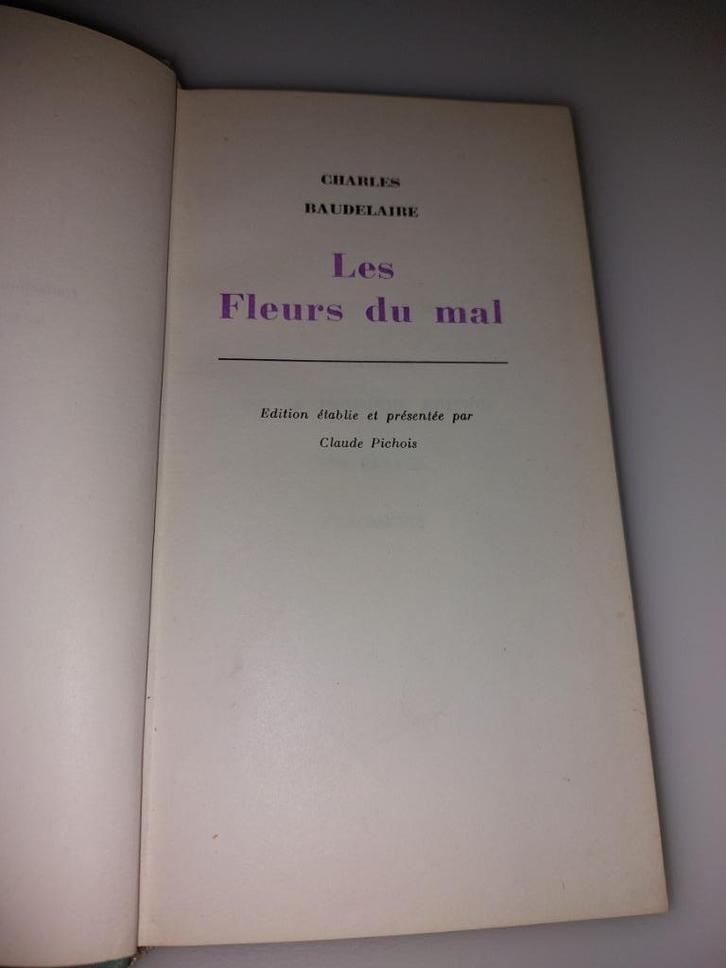 CHARLES
BAUDELAIRE
Les
Fleurs du mal
Edition établie et présentée par
Claude Pichois